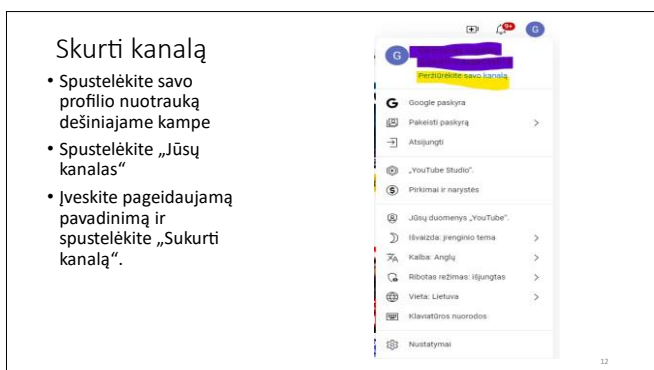 Skurti kanalą
• Spustelėkite savo
profilio nuotrauką
dešiniajame kampe
• Spustelėkite „Jūsų
kanalas“
• Įveskite pageidaujamą
pavadinimą ir
spustelėkite „Sukurti
kanalą“.
9+
G
G
Peržiūrėkite savo kanalą
G Google paskyra
Pakeisti paskyrą
Atsijungti
„YouTube Studio“.
Pirkimai ir narystės
Jūsų duomenys „YouTube“.
Išvaizda: įrenginio tema
Kalba: Anglų
Ribotas režimas: išjungtas
Vieta: Lietuva
Klaviatūros nuorodos
Nustatymai
12